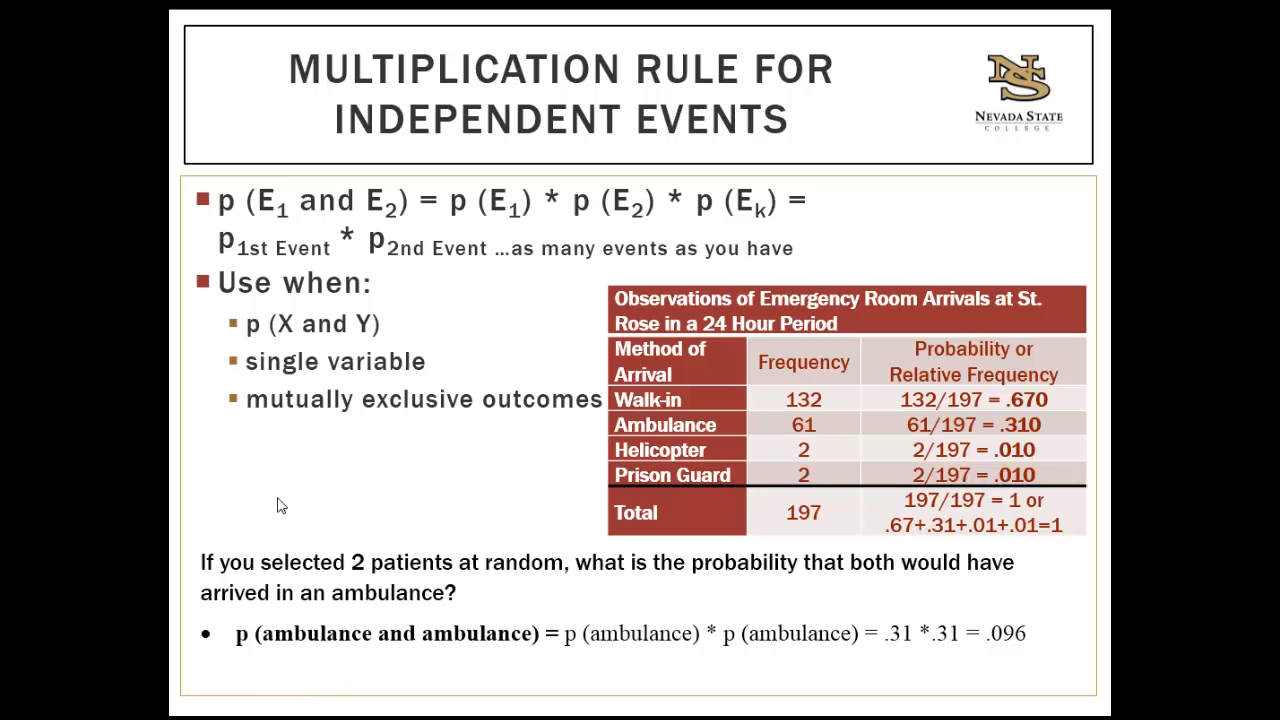 MULTIPLICATION RULE FOR
INDEPENDENT EVENTS
NEVADA STATE
COLLEGE
p (E1 and E2) = p (E1) * p (E2) * p (Ek) =
p1st Event * p2nd Event ...as many events as you have
Use when:
p (X and Y)
single variable
mutually exclusive outcomes
Observations of Emergency Room Arrivals at St.
Rose in a 24 Hour Period
Method of
Arrival
Frequency
Probability or
Relative Frequency
Walk-in 132 132/197 = .670
Ambulance 61 61/197 = .310
Helicopter 2 2/197 = .010
Prison Guard 2 2/197 = .010
Total 197 197/197 = 1 or
.67+.31+.01+.01=1
If you selected 2 patients at random, what is the probability that both would have
arrived in an ambulance?
• p (ambulance and ambulance) = p (ambulance) * p (ambulance) = .31 *.31 = .096